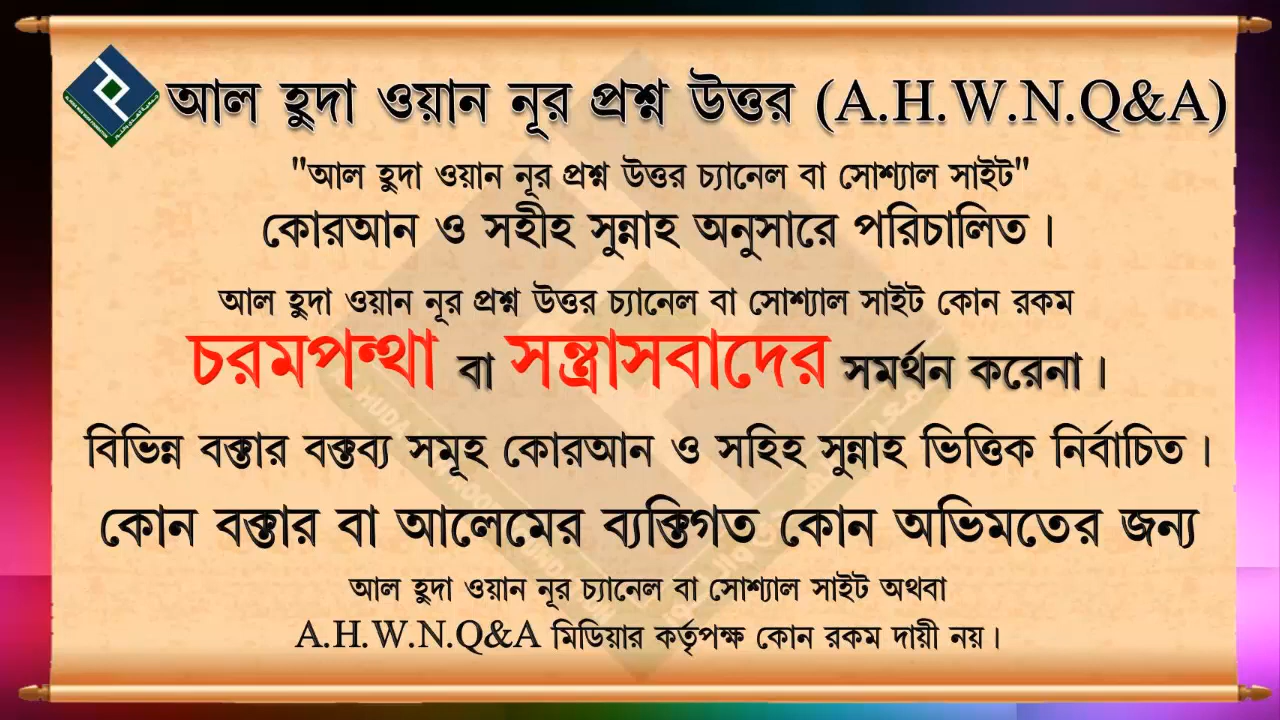 আল হুদা ওয়ান নূর প্রশ্ন উত্তর (A.H.W.N.Q&A)
"আল হুদা ওয়ান নূর প্রশ্ন উত্তর চ্যানেল বা সোশ্যাল সাইট"
কোরআন ও সহীহ সুন্নাহ অনুসারে পরিচালিত।
আল হুদা ওয়ান নূর প্রশ্ন উত্তর চ্যানেল বা সোশ্যাল সাইট কোন রকম
চরমপন্থা বা সন্ত্রাসবাদের সমর্থন করেনা।
বিভিন্ন বক্তার বক্তব্য সমূহ কোরআন ও সহিহ সুন্নাহ ভিত্তিক নির্বাচিত।
কোন বক্তার বা আলেমের ব্যক্তিগত কোন অভিমতের জন্য
আল হুদা ওয়ান নূর চ্যানেল বা সোশ্যাল সাইট অথবা
A.H.W.N.Q&A মিডিয়ার কর্তৃপক্ষ কোন রকম দায়ী নয়।